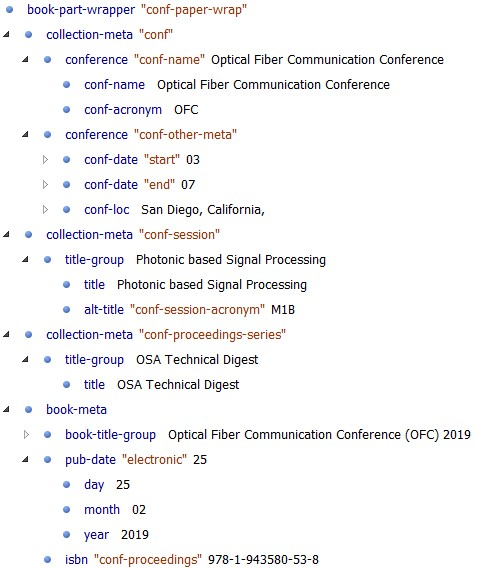 book-part-wrapper "conf-paper-wrap"
collection-meta "conf"
conference "conf-name" Optical Fiber Communication Conference
conf-name Optical Fiber Communication Conference
conf-acronym OFC
conference "conf-other-meta"
conf-date "start" 03
conf-date "end" 07
conf-loc San Diego, California,
collection-meta "conf-session"
title-group Photonic based Signal Processing
title Photonic based Signal Processing
alt-title "conf-session-acronym" M1B
collection-meta "conf-proceedings-series"
title-group OSA Technical Digest
title OSA Technical Digest
book-meta
book-title-group Optical Fiber Communication Conference (OFC) 2019
pub-date "electronic" 25
day 25
month 02
year 2019
isbn "conf-proceedings" 978-1-943580-53-8